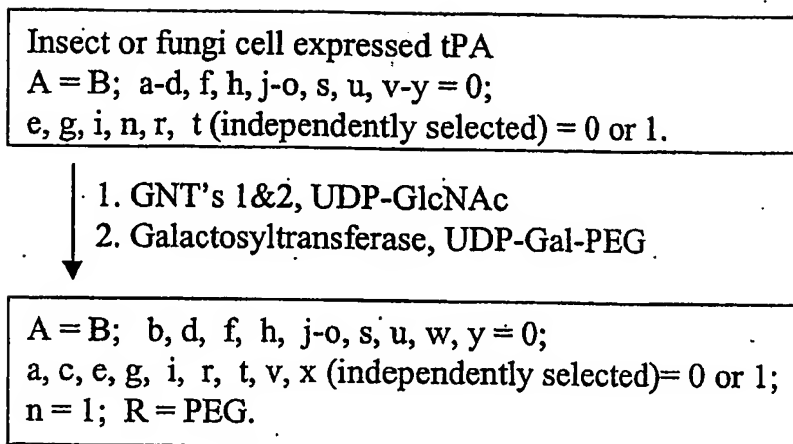 Insect or fungi cell expressed tPA
A = B; a-d, f, h, j-o, s, u, v-y = 0;
e, g, i, n, r, t (independently selected) = 0 or 1.
1. GNT's 1&2, UDP-GlcNAc
2. Galactosyltransferase, UDP-Gal-PEG
A = B; b, d, f, h, j-o, s, u, w, y = 0;
a, c, e, g, i, r, t, v, x (independently selected)= 0 or 1;
n = 1; R = PEG.